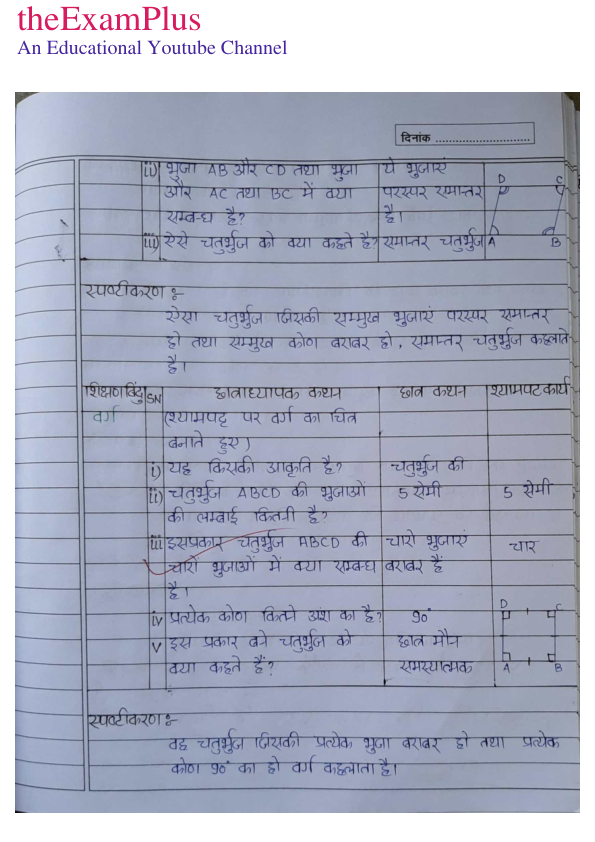 theExamPlus
An Educational Youtube Channel
दिनांक ..............................
ii) भुजा AB और CD तथा भुजा ये भुजाएं D C
और AC तथा BC में क्या परस्पर समान्तर
सम्बन्ध है? है।
iii) ऐसे चतुर्भुज को क्या कहते है? समान्तर चतुर्भुज A B
स्पष्टीकरण :-
ऐसा चतुर्भुज जिसकी सम्मुख भुजाएं परस्पर समान्तर
हो तथा सम्मुख कोण बराबर हो, समान्तर चतुर्भुज कहलाते
है।
शिक्षण बिंदु SN छात्राध्यापक कथन छात्र कथन श्यामपट कार्य
वर्ग (श्यामपट्ट पर वर्ग का चित्र
बनाते हुए)
i) यह किसकी आकृति है? चतुर्भुज की
ii) चतुर्भुज ABCD की भुजाओं 5 सेमी 5 सेमी
की लम्बाई कितनी है?
iii इसप्रकार चतुर्भुज ABCD की चारो भुजाएं चार
चारो भुजाओं में क्या सम्बन्ध बराबर हैं
है।
iv प्रत्येक कोण कितने अंश का है? 90° D C
v इस प्रकार बने चतुर्भुज को छात्र मौन
क्या कहते हैं? समस्यात्मक A B
स्पष्टीकरण :-
वह चतुर्भुज जिसकी प्रत्येक भुजा बराबर हो तथा प्रत्येक
कोण 90° का हो वर्ग कहलाता है।